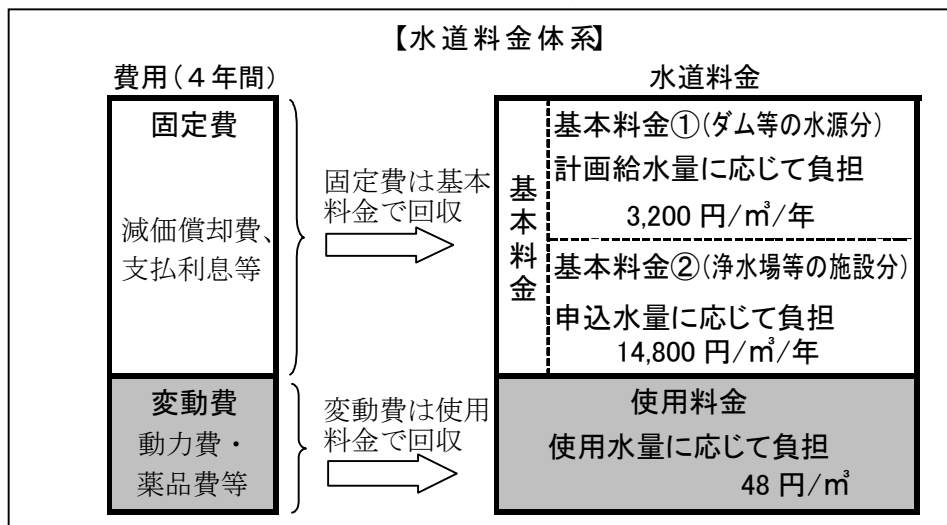 【水道料金体系】
費用(4年間)
固定費
減価償却費、
支払利息等
変動費
動力費・
薬品費等
固定費は基本
料金で回収
変動費は使用
料金で回収
水道料金
基本料金
基本料金①(ダム等の水源分)
計画給水量に応じて負担
3,200 円/㎥/年
基本料金②(浄水場等の施設分)
申込水量に応じて負担
14,800 円/㎥/年
使用料金
使用水量に応じて負担
48 円/㎥